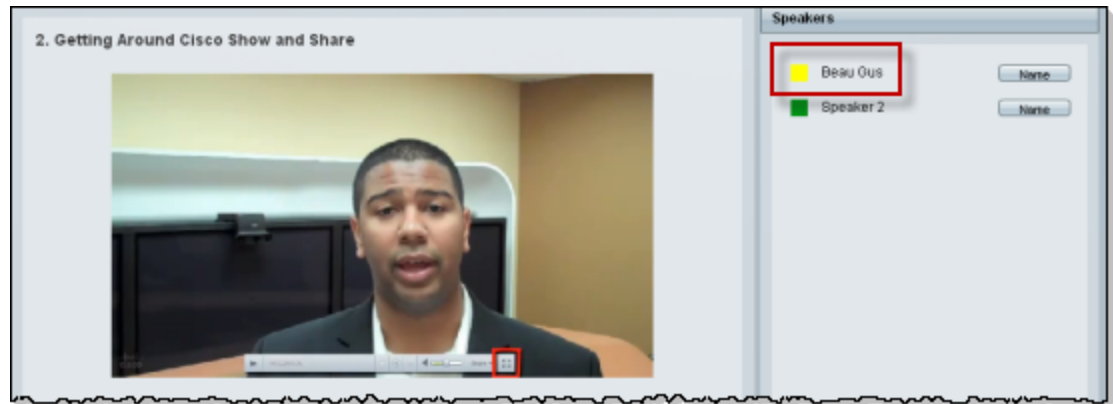 2. Getting Around Cisco Show and Share
Speakers
Beau Gus
Name
Speaker 2
Name